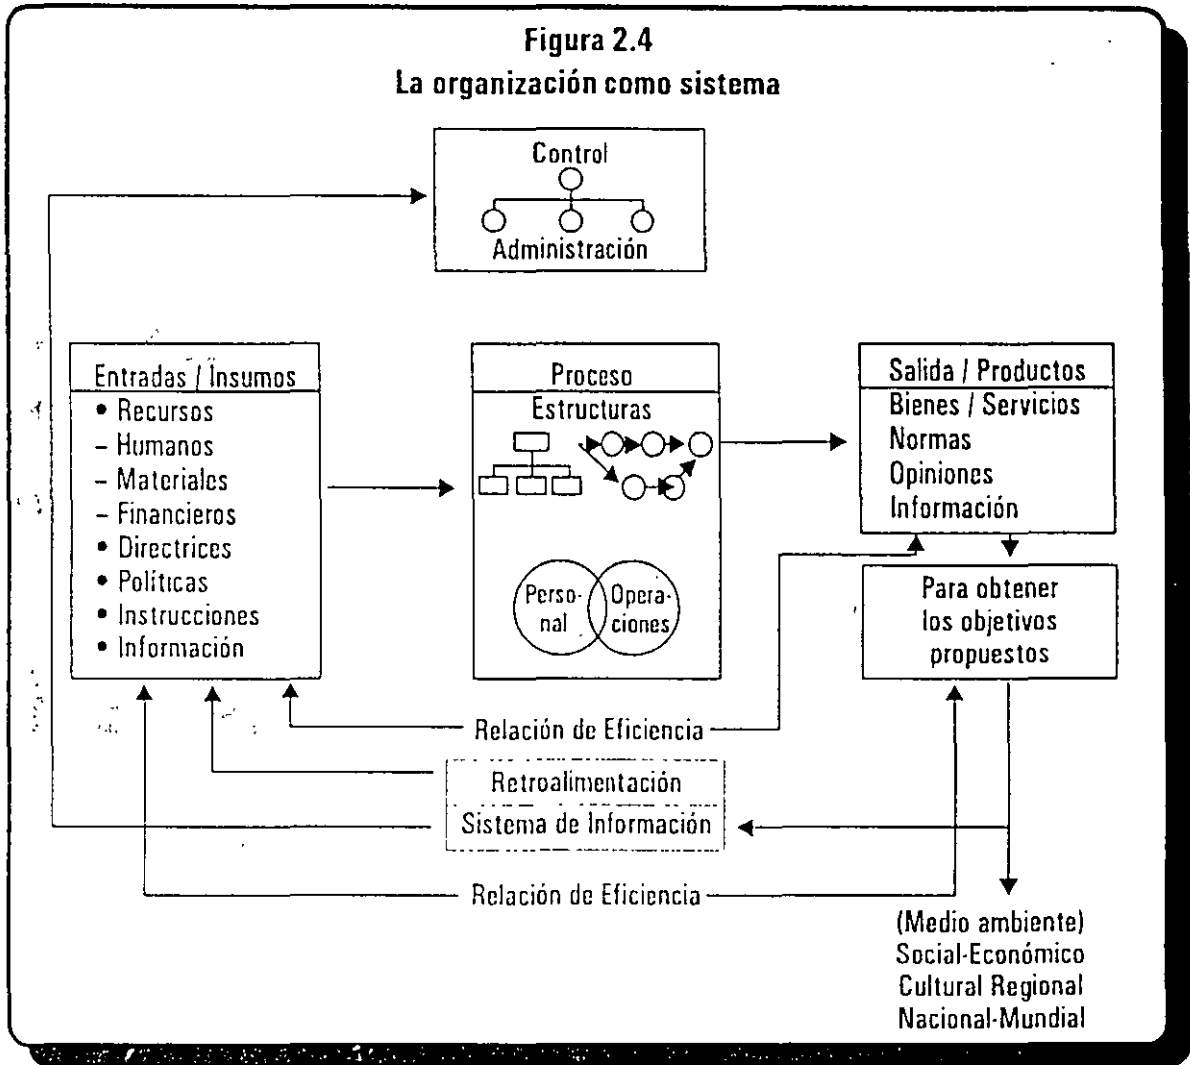 Figura 2.4
La organización como sistema
Control
Administración
Entradas / Insumos
• Recursos
– Humanos
– Materiales
– Financieros
• Directrices
• Políticas
• Instrucciones
• Información
Proceso
Estructuras
Perso-
nal
Opera-
ciones
Salida / Productos
Bienes / Servicios
Normas
Opiniones
Información
Para obtener
los objetivos
propuestos
Relación de Eficiencia
Retroalimentación
Sistema de Información
Relación de Eficiencia
(Medio ambiente)
Social-Económico
Cultural Regional
Nacional-Mundial